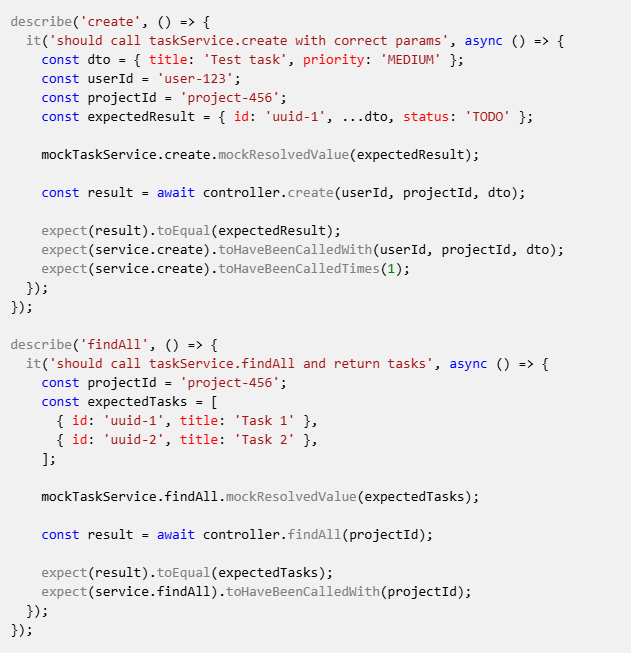 describe('create', () => {
  it('should call taskService.create with correct params', async () => {
    const dto = { title: 'Test task', priority: 'MEDIUM' };
    const userId = 'user-123';
    const projectId = 'project-456';
    const expectedResult = { id: 'uuid-1', ...dto, status: 'TODO' };

    mockTaskService.create.mockResolvedValue(expectedResult);

    const result = await controller.create(userId, projectId, dto);

    expect(result).toEqual(expectedResult);
    expect(service.create).toHaveBeenCalledWith(userId, projectId, dto);
    expect(service.create).toHaveBeenCalledTimes(1);
  });
});

describe('findAll', () => {
  it('should call taskService.findAll and return tasks', async () => {
    const projectId = 'project-456';
    const expectedTasks = [
      { id: 'uuid-1', title: 'Task 1' },
      { id: 'uuid-2', title: 'Task 2' },
    ];

    mockTaskService.findAll.mockResolvedValue(expectedTasks);

    const result = await controller.findAll(projectId);

    expect(result).toEqual(expectedTasks);
    expect(service.findAll).toHaveBeenCalledWith(projectId);
  });
});